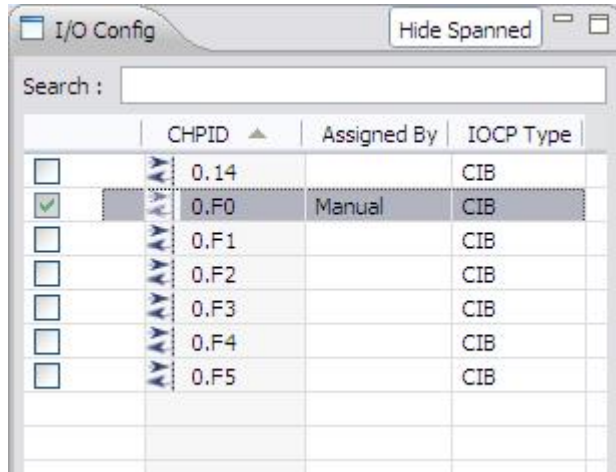 I/O Config Hide Spanned
Search :
CHPID Assigned By IOCP Type
0.14 CIB
0.F0 Manual CIB
0.F1 CIB
0.F2 CIB
0.F3 CIB
0.F4 CIB
0.F5 CIB